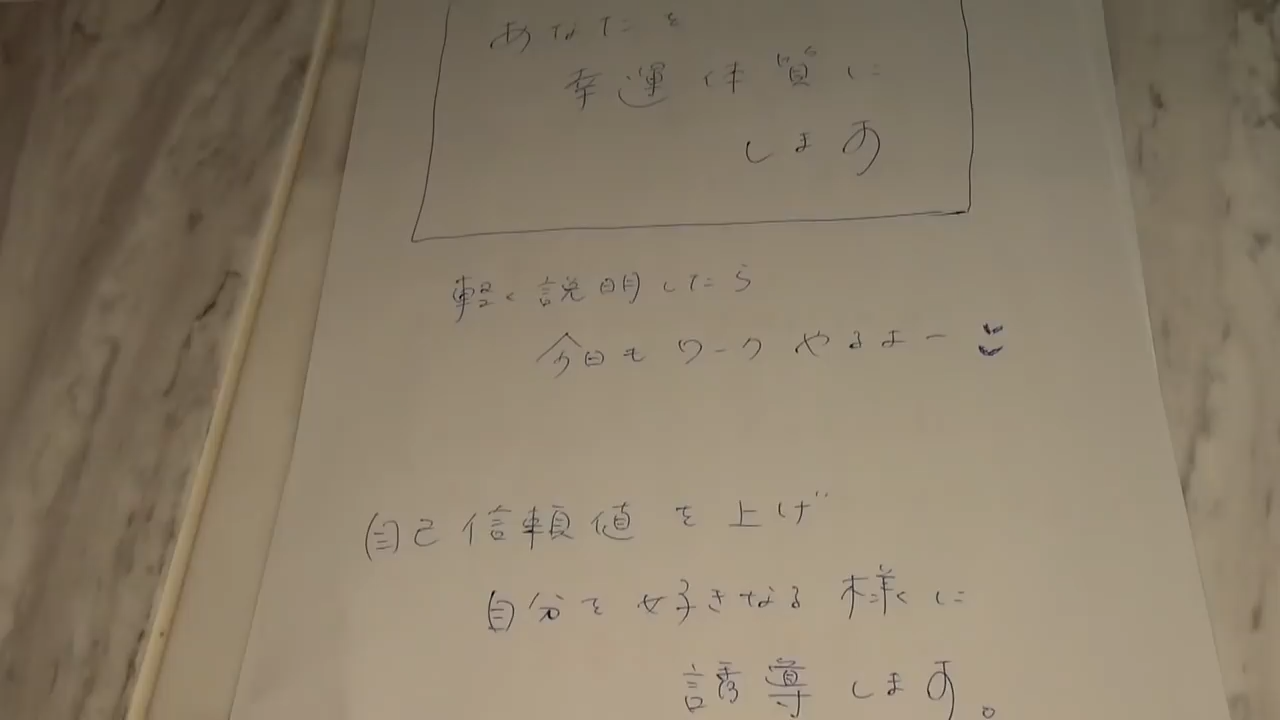 あなたを
幸運体質に
します
軽く説明したら
今日もワークやるよー
自己信頼値を上げ
自分を好きなる様に
誘導します。